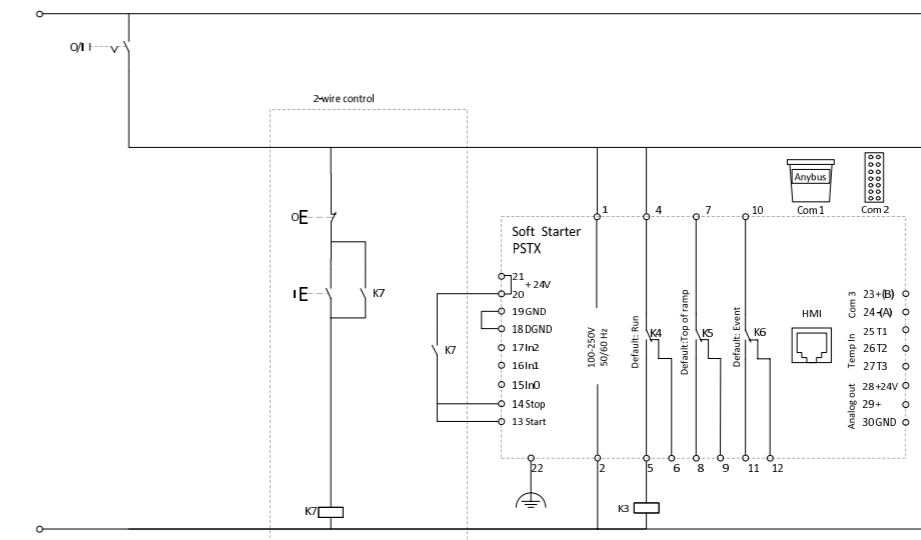 O/I
2-wire control
Anybus
Com 1
Com 2
O
1
4
7
10
Soft Starter
PSTX
21
+ 24V
20
19 GND
18 DGND
17 In2
16 In1
15 In0
14 Stop
13 Start
I
K7
K7
100-250V
50/60 Hz
Default: Run
K4
Default:Top of ramp
K5
Default: Event
K6
HMI
Com 3
23+(B)
24-(A)
Temp In
25 T1
26 T2
27 T3
Analog out
28+24V
29+
30 GND
22
2
5
6
8
9
11
12
K7
K3